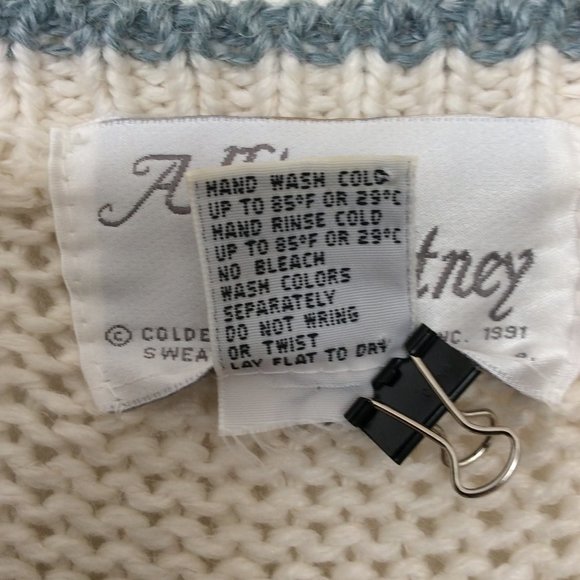 HAND WASH COLD
UP TO 85°F OR 29°C
HAND RINSE COLD
UP TO 85°F OR 29°C
NO BLEACH
WASH COLORS
SEPARATELY
DO NOT WRING
OR TWIST
LAY FLAT TO DRY
© 1991